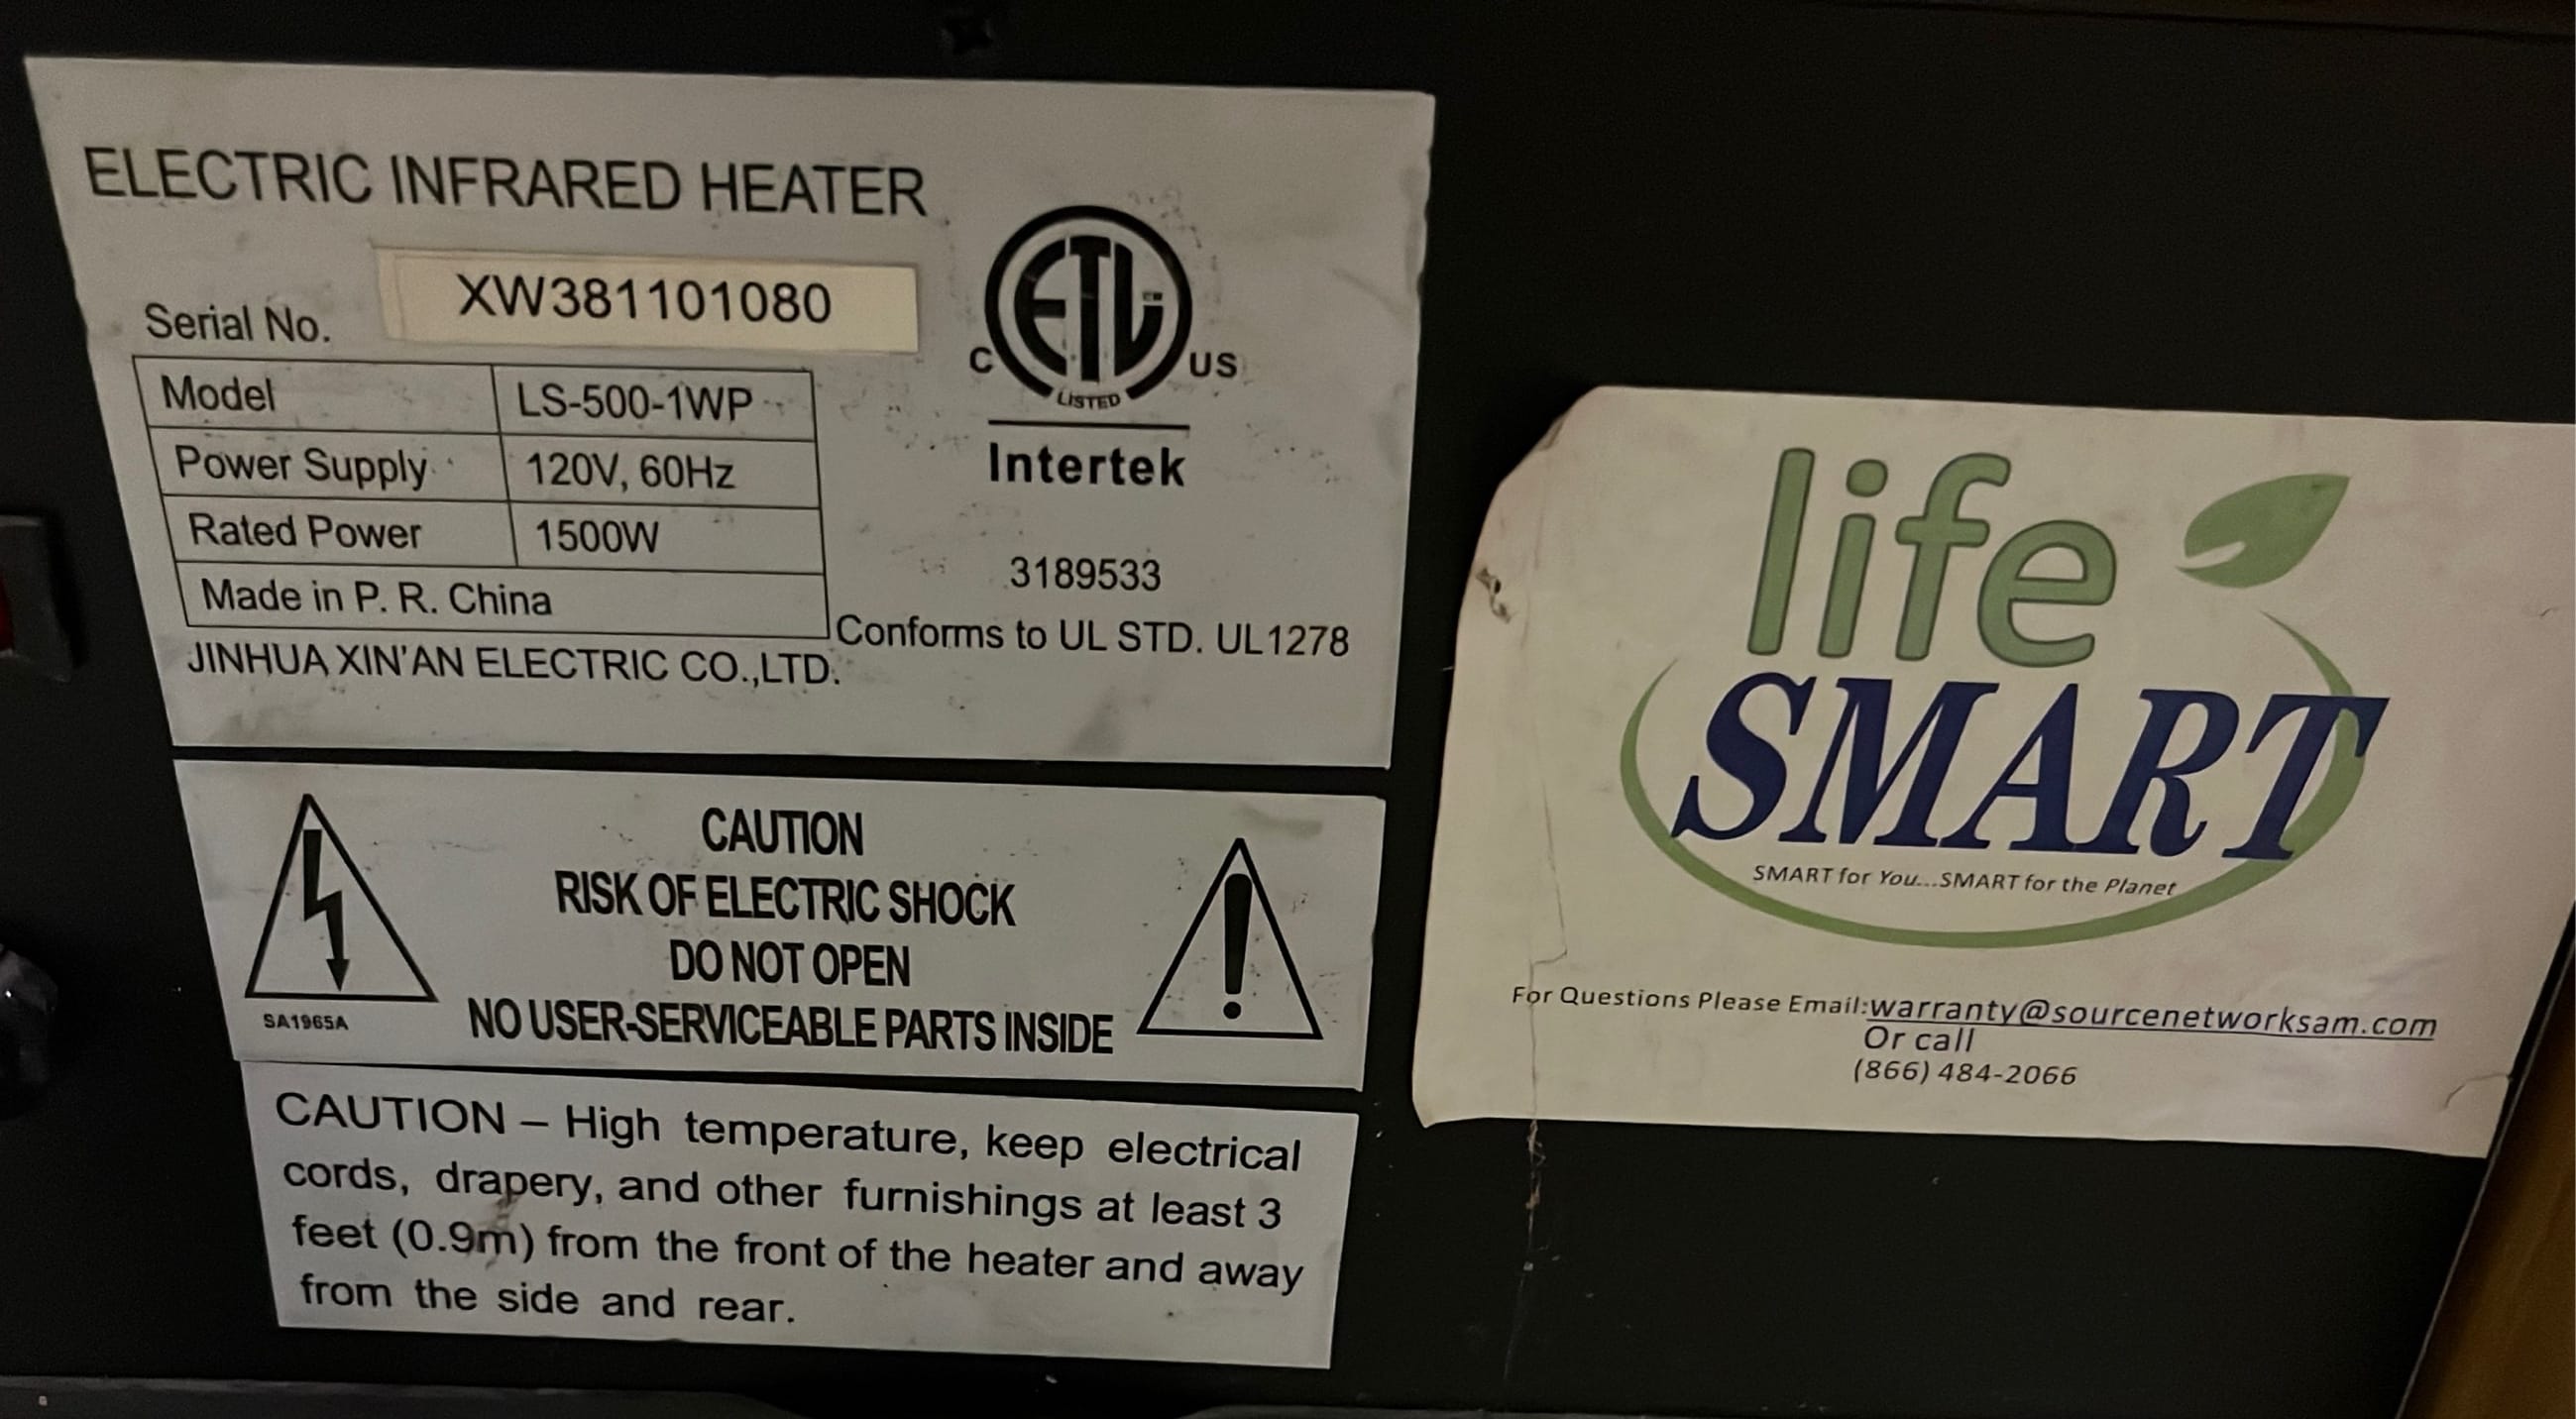 ELECTRIC INFRARED HEATER
Serial No. XW381101080
Model LS-500-1WP
Power Supply 120V, 60Hz
Rated Power 1500W
Made in P. R. China
JINHUA XIN'AN ELECTRIC CO.,LTD.
ETL
C US
LISTED
Intertek
3189533
Conforms to UL STD. UL1278
CAUTION
RISK OF ELECTRIC SHOCK
DO NOT OPEN
NO USER-SERVICEABLE PARTS INSIDE
SA1965A
CAUTION – High temperature, keep electrical
cords, drapery, and other furnishings at least 3
feet (0.9m) from the front of the heater and away
from the side and rear.
life
SMART
SMART for You...SMART for the Planet
For Questions Please Email:warranty@sourcenetworksam.com
Or call
(866) 484-2066